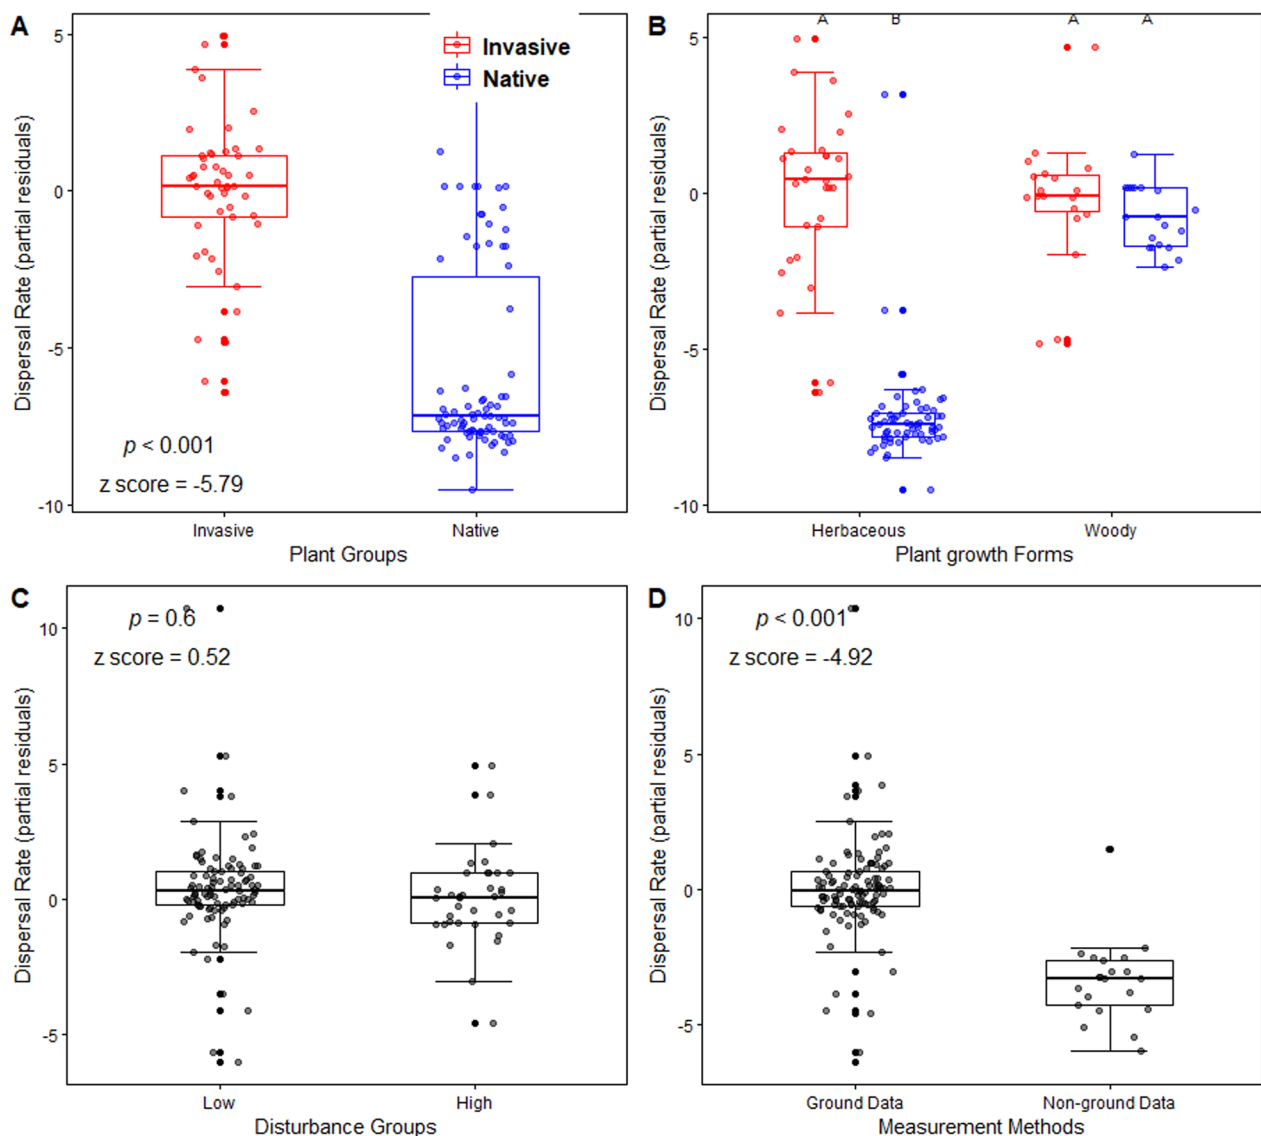 A
Dispersal Rate (partial residuals)
5
0
-5
-10
Invasive
Native
p < 0.001
z score = -5.79
Invasive
Native
Plant Groups
B
Dispersal Rate (partial residuals)
5
0
-5
-10
A B A A
Herbaceous
Woody
Plant growth Forms
C
Dispersal Rate (partial residuals)
10
5
0
-5
p = 0.6
z score = 0.52
Low
High
Disturbance Groups
D
Dispersal Rate (partial residuals)
10
5
0
-5
p < 0.001
z score = -4.92
Ground Data
Non-ground Data
Measurement Methods